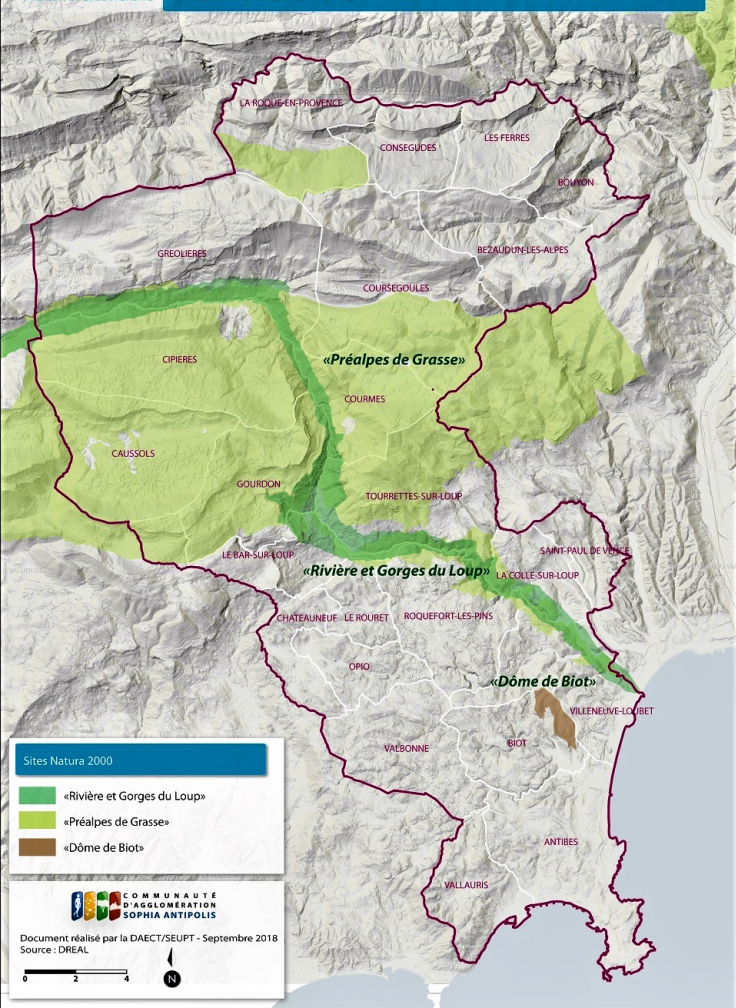 LA ROQUE-EN-PROVENCE
CONSEGUDES
LES FERRES
BOUYON
GREOLIERES
BEZAUDUN-LES-ALPES
COURSEGOULES
CIPIERES
«Préalpes de Grasse»
COURMES
CAUSSOLS
GOURDON
TOURRETTES-SUR-LOUP
LE BAR-SUR-LOUP
SAINT-PAUL DE VENCE
«Rivière et Gorges du Loup»
LA COLLE-SUR-LOUP
CHATEAUNEUF
LE ROURET
ROQUEFORT-LES-PINS
OPIO
«Dôme de Biot»
VILLENEUVE-LOUBET
VALBONNE
BIOT
ANTIBES
VALLAURIS
Sites Natura 2000
«Rivière et Gorges du Loup»
«Préalpes de Grasse»
«Dôme de Biot»
COMMUNAUTÉ
D'AGGLOMÉRATION
SOPHIA ANTIPOLIS
Document réalisé par la DAECT/SEUPT - Septembre 2018
Source : DREAL
0 2 4
N